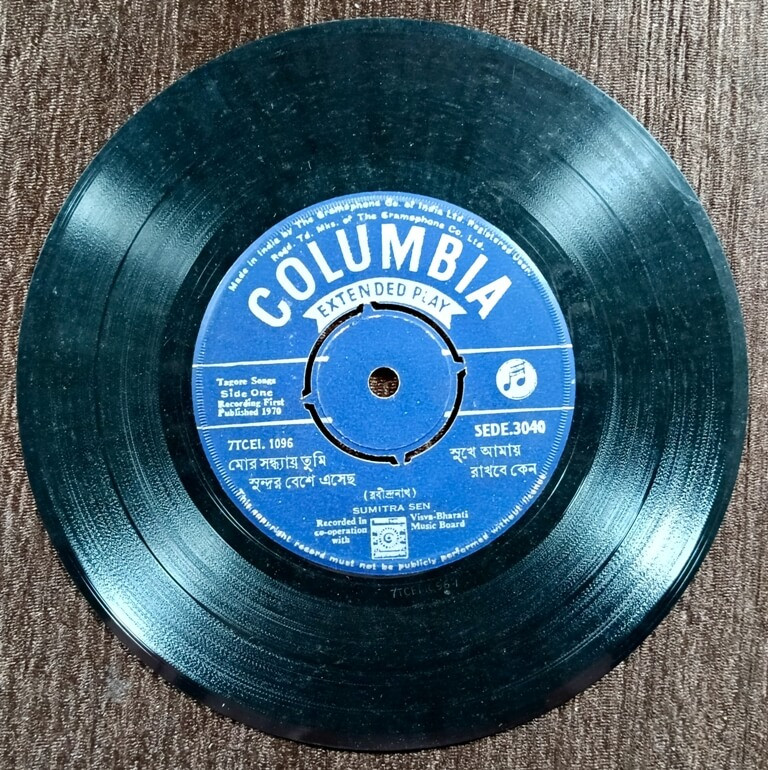 Made in India by The Gramophone Co. of India Ltd. Registered User
Regd. Td. Mks. of The Gramophone Co. Ltd.
COLUMBIA
EXTENDED PLAY
Tagore Songs
Side One
Recording First
Published 1970
7TCEI. 1096
SEDE.3040
মোর সন্ধ্যায় তুমি
সুন্দর বেশে এসেছ
সুখে আমায়
রাখবে কেন
(রবীন্দ্রনাথ)
SUMITRA SEN
Recorded in
co-operation
with
Visva-Bharati
Music Board
This copyright record must not be publicly performed without licence